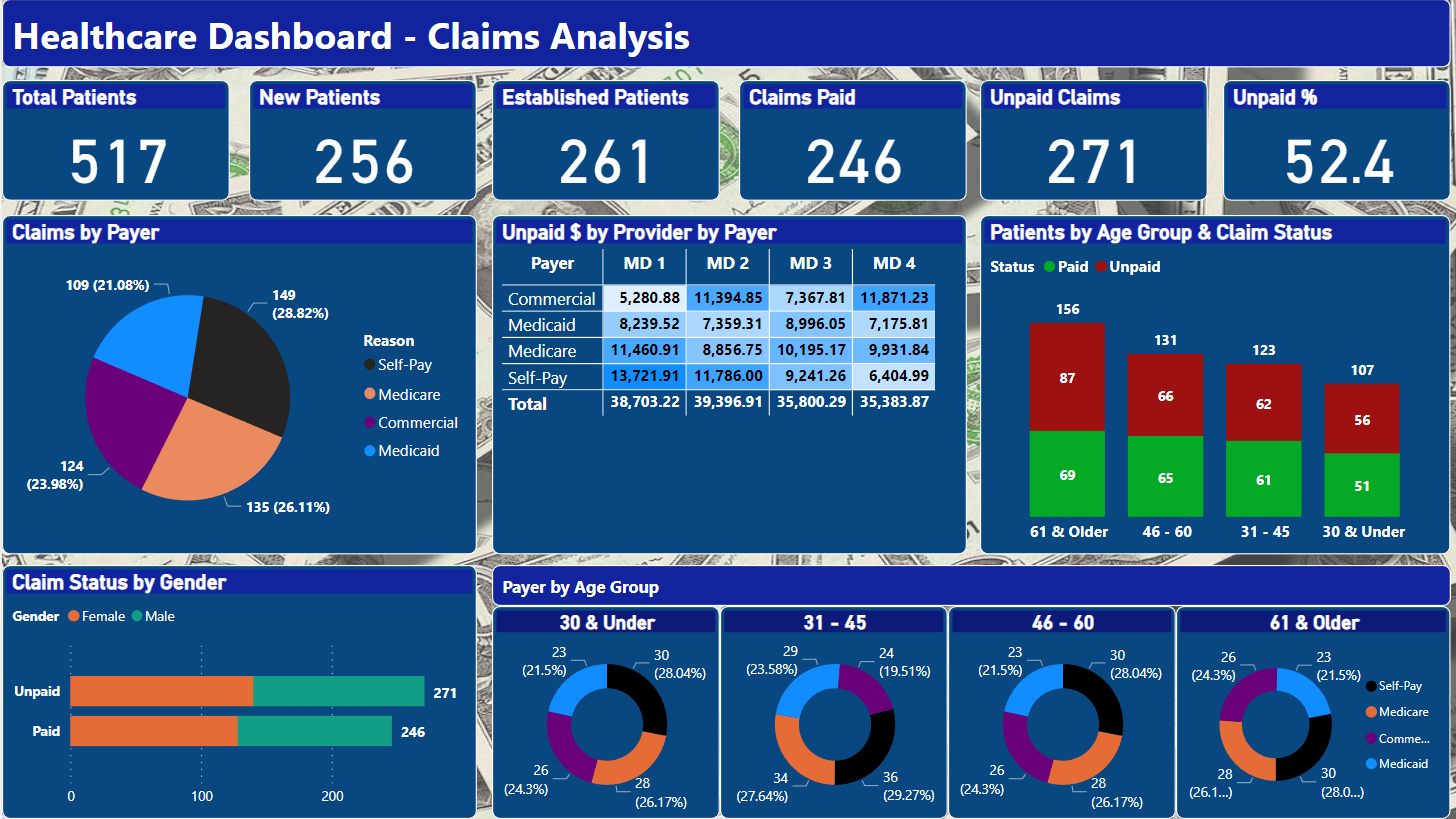 Healthcare Dashboard - Claims Analysis
Total Patients
517
New Patients
256
Established Patients
261
Claims Paid
246
Unpaid Claims
271
Unpaid %
52.4
Claims by Payer
109 (21.08%)
149
(28.82%)
124
(23.98%)
135 (26.11%)
Reason
Self-Pay
Medicare
Commercial
Medicaid
Unpaid $ by Provider by Payer
Payer MD 1 MD 2 MD 3 MD 4
Commercial 5,280.88 11,394.85 7,367.81 11,871.23
Medicaid 8,239.52 7,359.31 8,996.05 7,175.81
Medicare 11,460.91 8,856.75 10,195.17 9,931.84
Self-Pay 13,721.91 11,786.00 9,241.26 6,404.99
Total 38,703.22 39,396.91 35,800.29 35,383.87
Patients by Age Group & Claim Status
Status Paid Unpaid
156 131 123 107
87 66 62 56
69 65 61 51
61 & Older 46 - 60 31 - 45 30 & Under
Claim Status by Gender
Gender Female Male
Unpaid 271
Paid 246
0 100 200
Payer by Age Group
30 & Under
23
(21.5%)
30
(28.04%)
26
(24.3%)
28
(26.17%)
31 - 45
29
(23.58%)
24
(19.51%)
34
(27.64%)
36
(29.27%)
46 - 60
23
(21.5%)
30
(28.04%)
26
(24.3%)
28
(26.17%)
61 & Older
26
(24.3%)
23
(21.5%)
28
(26.1...)
30
(28.0...)
Self-Pay
Medicare
Comme...
Medicaid